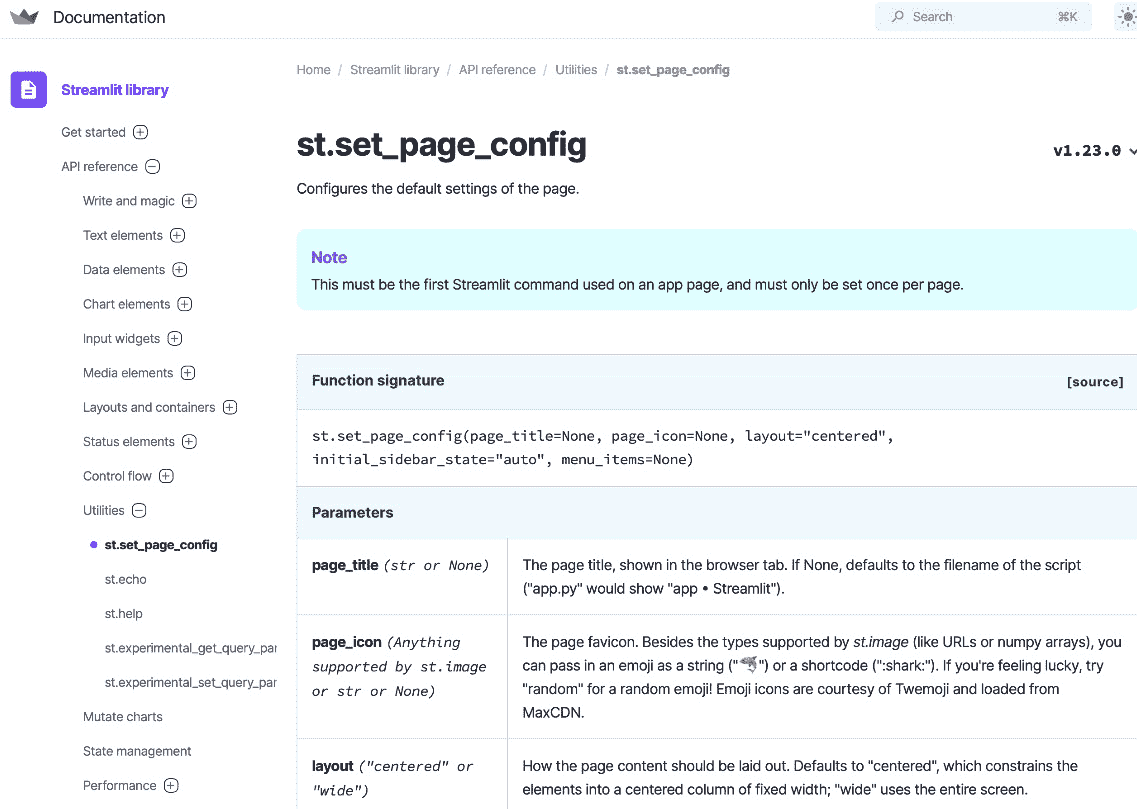 Documentation
Search ⌘K
Streamlit library
Get started
API reference
Write and magic
Text elements
Data elements
Chart elements
Input widgets
Media elements
Layouts and containers
Status elements
Control flow
Utilities
st.set_page_config
st.echo
st.help
st.experimental_get_query_par
st.experimental_set_query_par
Mutate charts
State management
Performance
Home / Streamlit library / API reference / Utilities / st.set_page_config
st.set_page_config
v1.23.0
Configures the default settings of the page.
Note
This must be the first Streamlit command used on an app page, and must only be set once per page.
Function signature [source]
st.set_page_config(page_title=None, page_icon=None, layout="centered",
initial_sidebar_state="auto", menu_items=None)
Parameters
page_title (str or None)
The page title, shown in the browser tab. If None, defaults to the filename of the script
("app.py" would show "app • Streamlit").
page_icon (Anything
supported by st.image
or str or None)
The page favicon. Besides the types supported by st.image (like URLs or numpy arrays), you
can pass in an emoji as a string ("🦈") or a shortcode (":shark:"). If you're feeling lucky, try
"random" for a random emoji! Emoji icons are courtesy of Twemoji and loaded from
MaxCDN.
layout ("centered" or
"wide")
How the page content should be laid out. Defaults to "centered", which constrains the
elements into a centered column of fixed width; "wide" uses the entire screen.